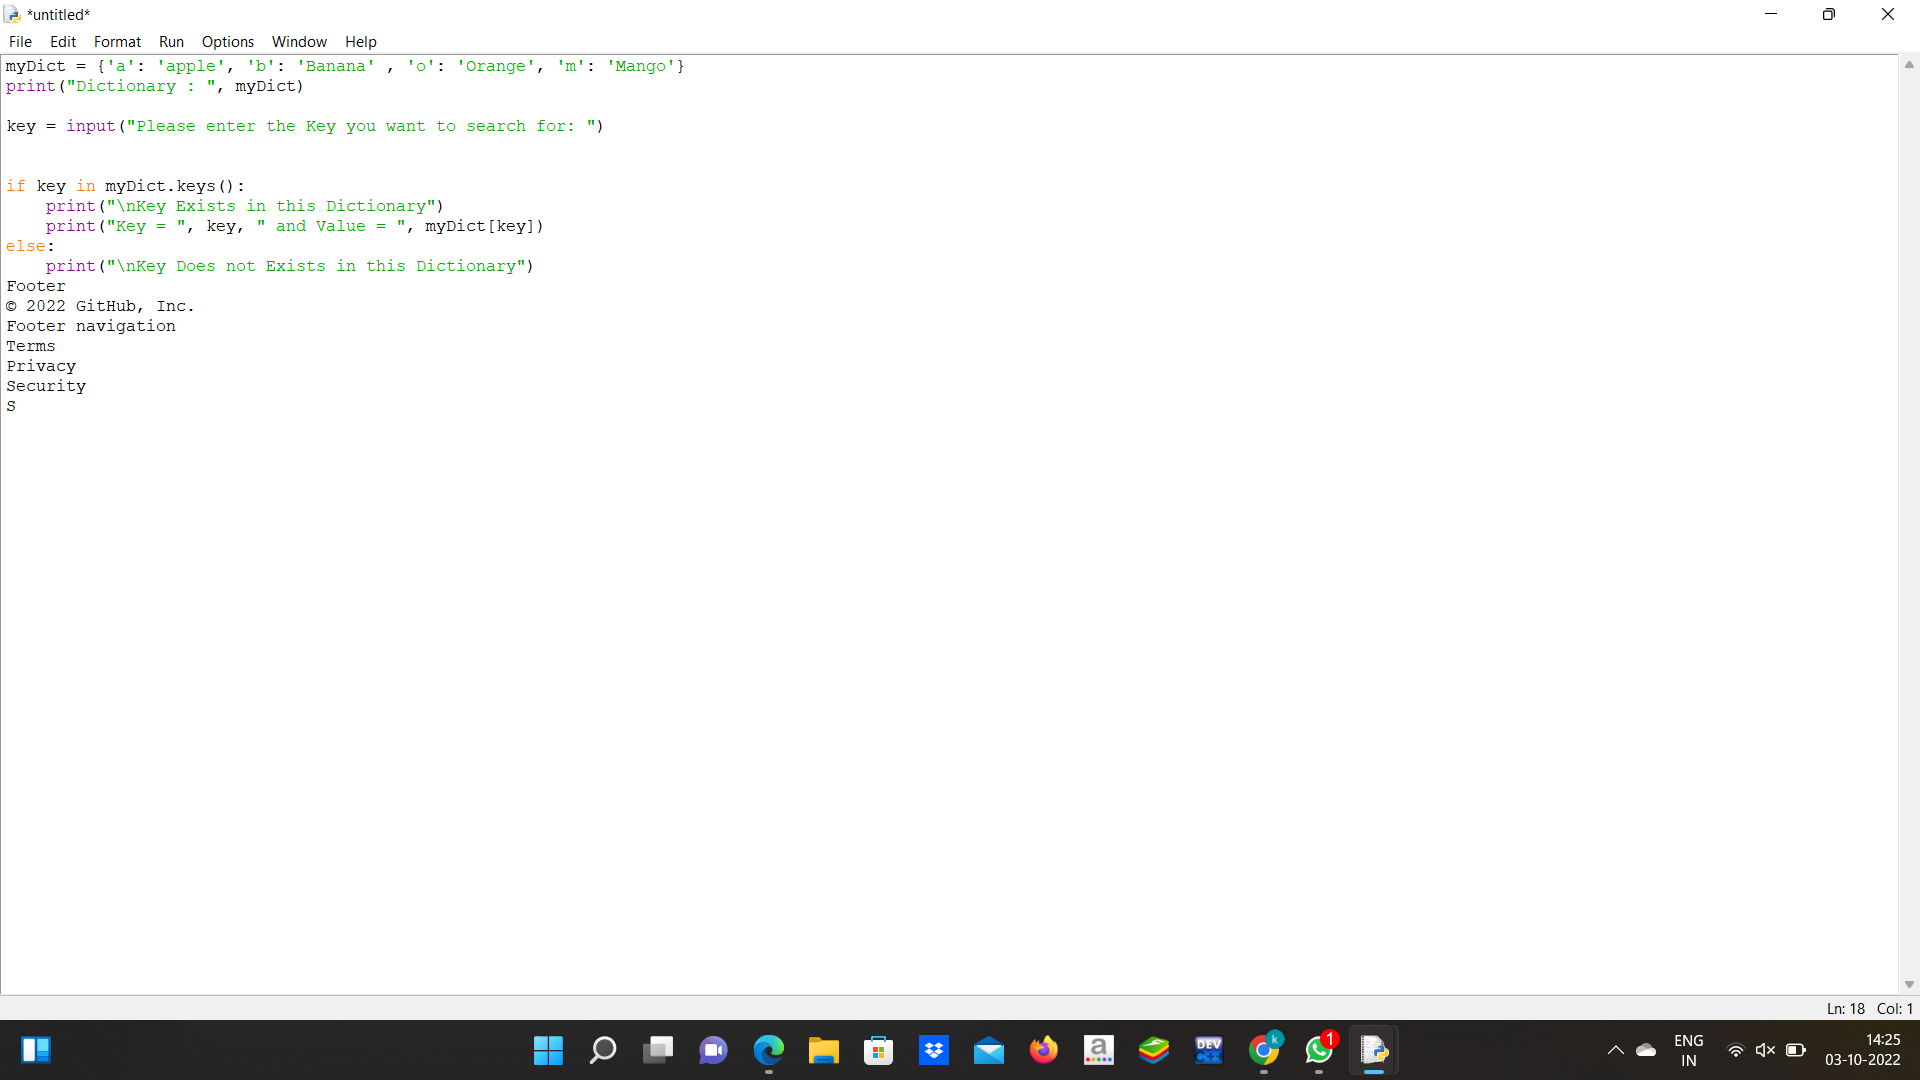 *untitled*
File Edit Format Run Options Window Help
myDict = {'a': 'apple', 'b': 'Banana' , 'o': 'Orange', 'm': 'Mango'}
print("Dictionary : ", myDict)
key = input("Please enter the Key you want to search for: ")
if key in myDict.keys():
    print("\nKey Exists in this Dictionary")
    print("Key = ", key, " and Value = ", myDict[key])
else:
    print("\nKey Does not Exists in this Dictionary")
Footer
© 2022 GitHub, Inc.
Footer navigation
Terms
Privacy
Security
S
Ln: 18 Col: 1
DEV C++
a
k
1
ENG
IN
14:25
03-10-2022